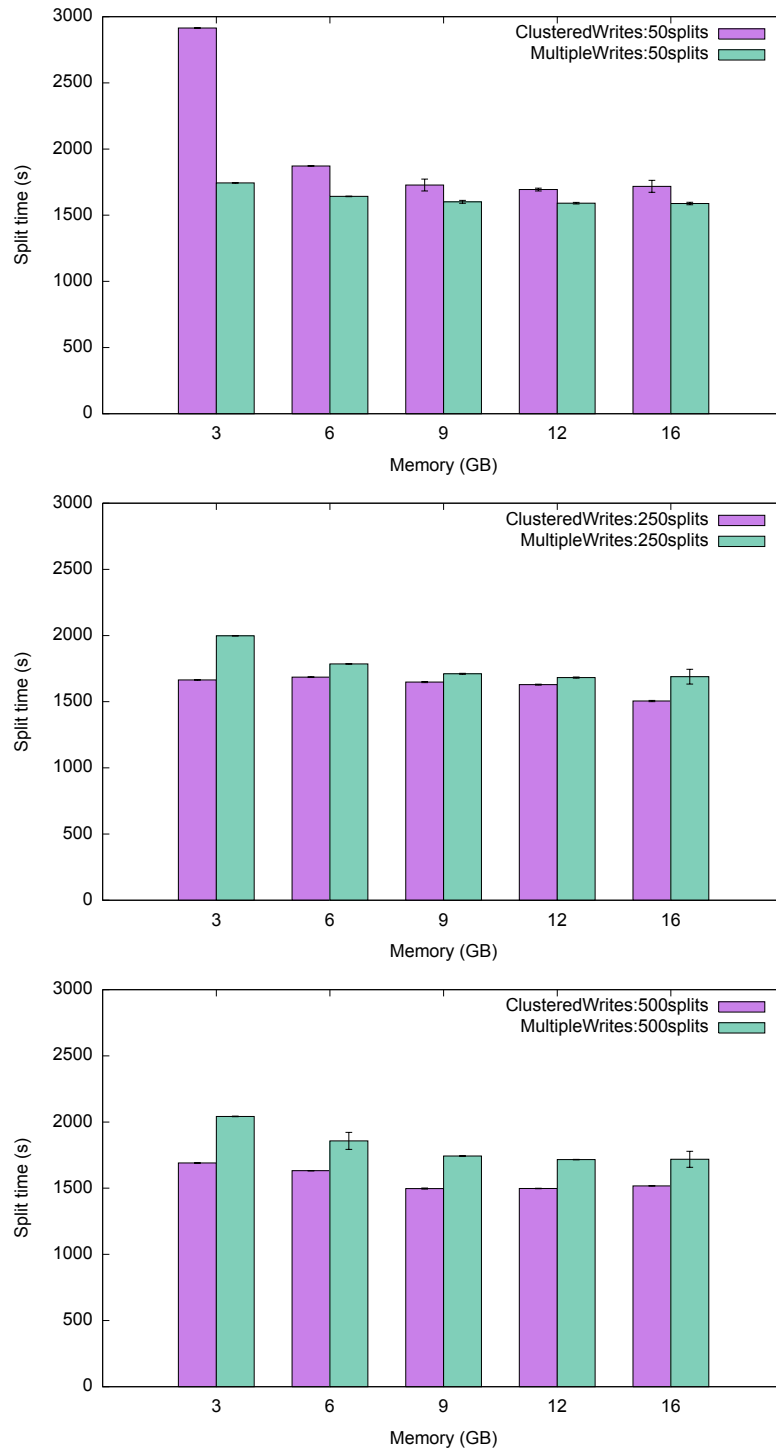 3000
ClusteredWrites:50splits
MultipleWrites:50splits
2500
2000
Split time (s)
1500
1000
500
0
3 6 9 12 16
Memory (GB)
3000
ClusteredWrites:250splits
MultipleWrites:250splits
2500
2000
Split time (s)
1500
1000
500
0
3 6 9 12 16
Memory (GB)
3000
ClusteredWrites:500splits
MultipleWrites:500splits
2500
2000
Split time (s)
1500
1000
500
0
3 6 9 12 16
Memory (GB)